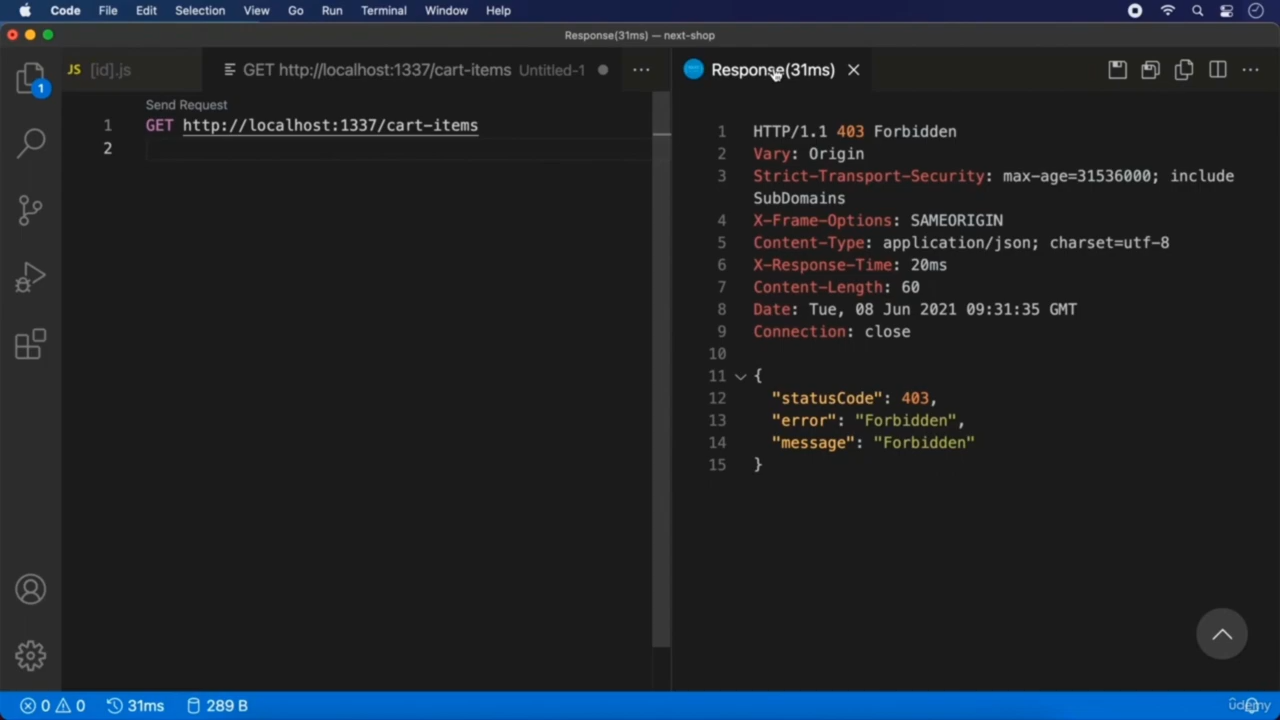 Code File Edit Selection View Go Run Terminal Window Help
Response(31ms) — next-shop
JS [id].js
GET http://localhost:1337/cart-items Untitled-1
Response(31ms)
1
Send Request
1 GET http://localhost:1337/cart-items
2
1 HTTP/1.1 403 Forbidden
2 Vary: Origin
3 Strict-Transport-Security: max-age=31536000; include
SubDomains
4 X-Frame-Options: SAMEORIGIN
5 Content-Type: application/json; charset=utf-8
6 X-Response-Time: 20ms
7 Content-Length: 60
8 Date: Tue, 08 Jun 2021 09:31:35 GMT
9 Connection: close
10
11 {
12 "statusCode": 403,
13 "error": "Forbidden",
14 "message": "Forbidden"
15 }
0 0 31ms 289 B
udemy